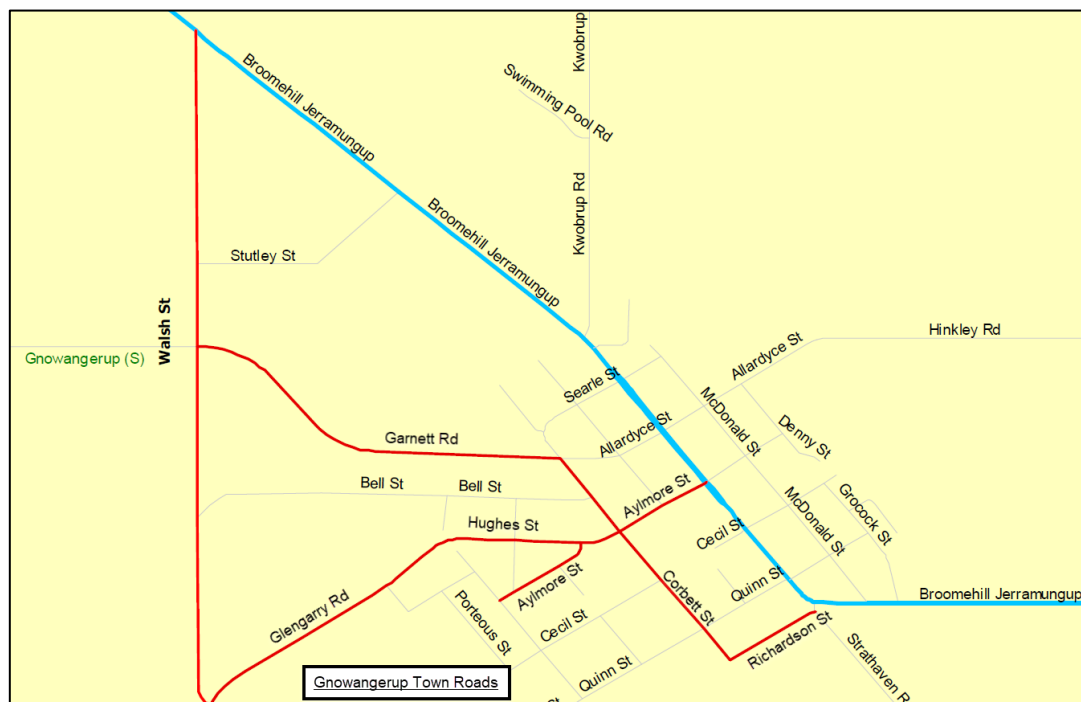 Kwobrup
Swimming Pool Rd
Broomehill Jerramungup
Kwobrup Rd
Broomehill Jerramungup
Stutley St
Walsh St
Gnowangerup (S)
Hinkley Rd
Allardyce St
Searle St
McDonald St
Allardyce St
Denny St
Garnett Rd
Bell St
Bell St
Aylmore St
McDonald St
Grocock St
Hughes St
Cecil St
Aylmore St
Corbett St
Quinn St
Glengarry Rd
Porteous St
Cecil St
Broomehill Jerramungup
Richardson St
Strathaven R
Quinn St
Gnowangerup Town Roads